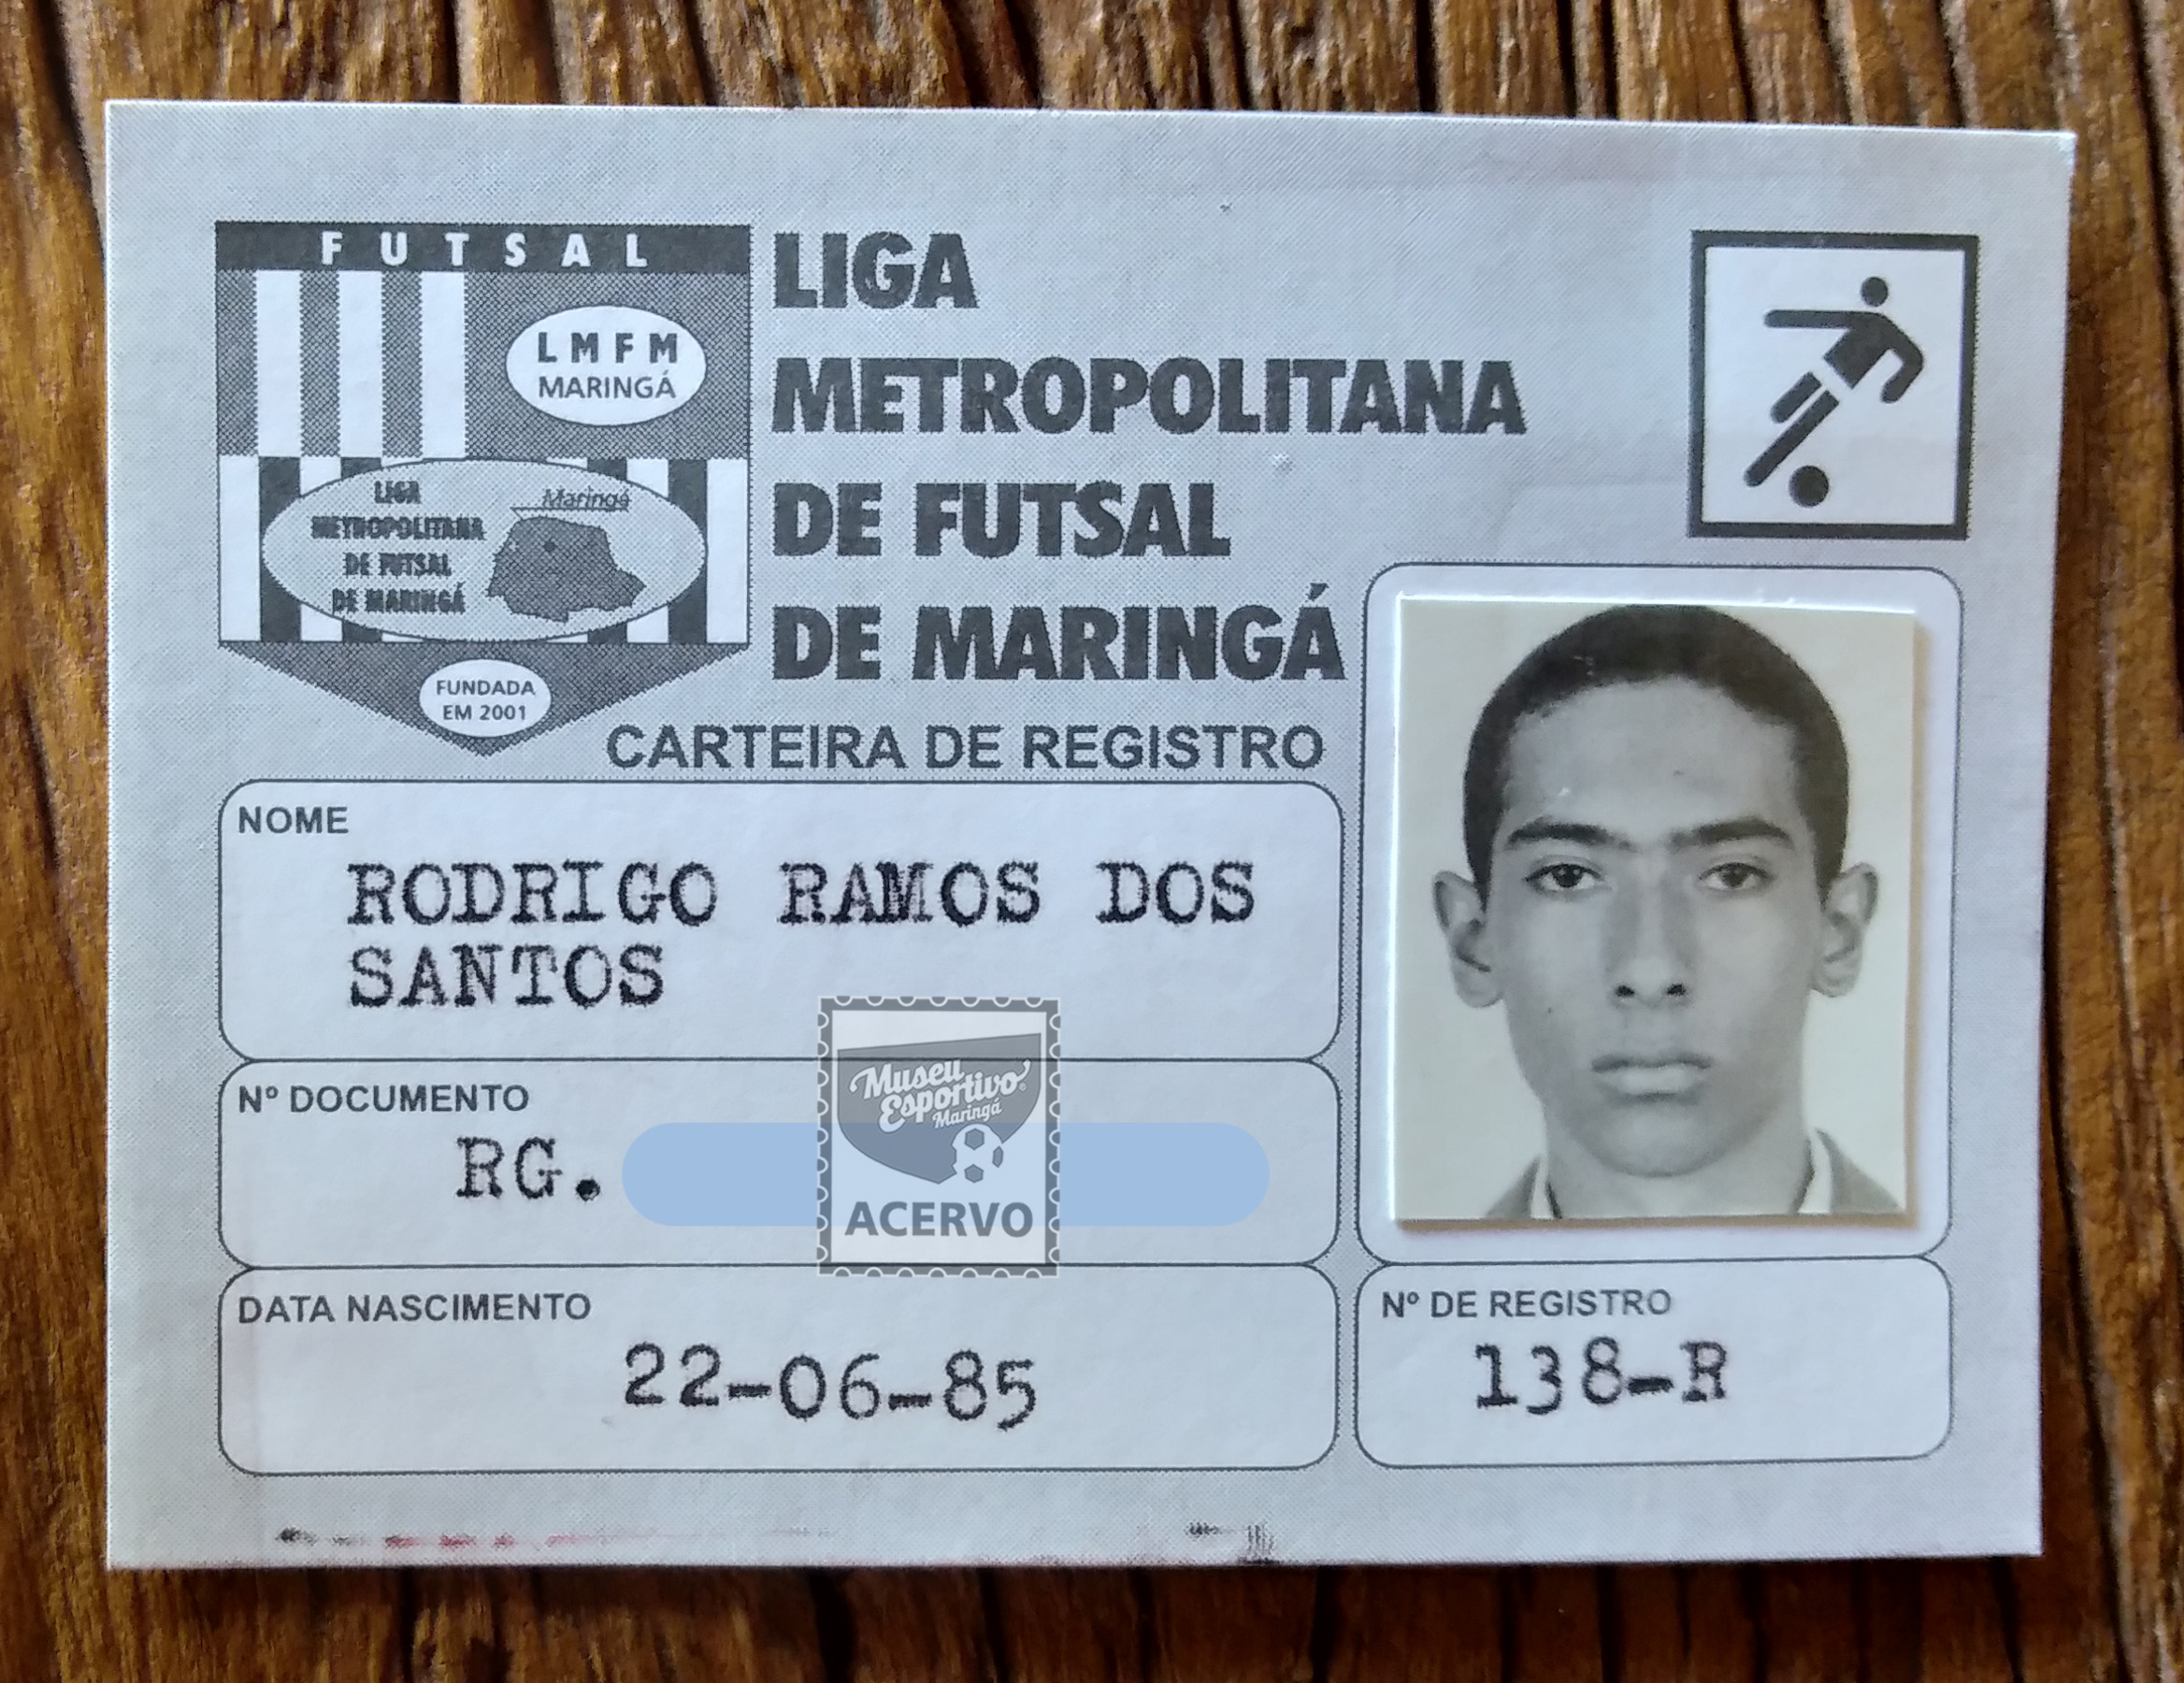 FUTSAL
LMFM
MARINGÁ
LIGA
METROPOLITANA
DE FUTSAL
DE MARINGÁ
Maringá
FUNDADA
EM 2001
LIGA
METROPOLITANA
DE FUTSAL
DE MARINGÁ
CARTEIRA DE REGISTRO
NOME
RODRIGO RAMOS DOS
SANTOS
Nº DOCUMENTO
RG.
Museu
Esportivo
Maringá
ACERVO
DATA NASCIMENTO
22-06-85
Nº DE REGISTRO
138-R